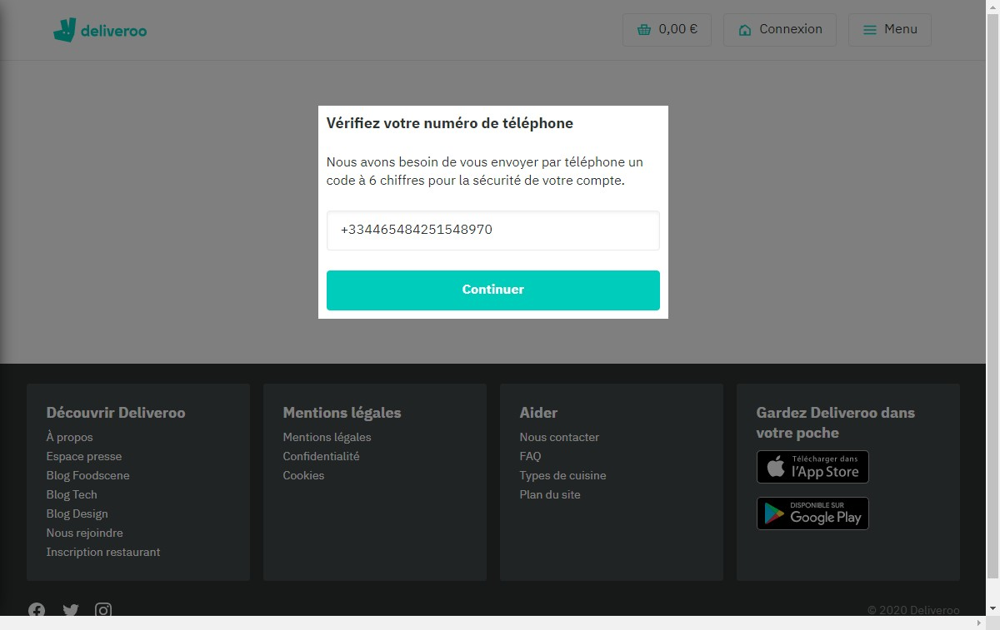 deliveroo
0,00 €
Connexion
Menu
Vérifiez votre numéro de téléphone
Nous avons besoin de vous envoyer par téléphone un
code à 6 chiffres pour la sécurité de votre compte.
+334465484251548970
Continuer
Découvrir Deliveroo
À propos
Espace presse
Blog Foodscene
Blog Tech
Blog Design
Nous rejoindre
Inscription restaurant
Mentions légales
Mentions légales
Confidentialité
Cookies
Aider
Nous contacter
FAQ
Types de cuisine
Plan du site
Gardez Deliveroo dans
votre poche
Télécharger dans
l'App Store
DISPONIBLE SUR
Google Play
© 2020 Deliveroo